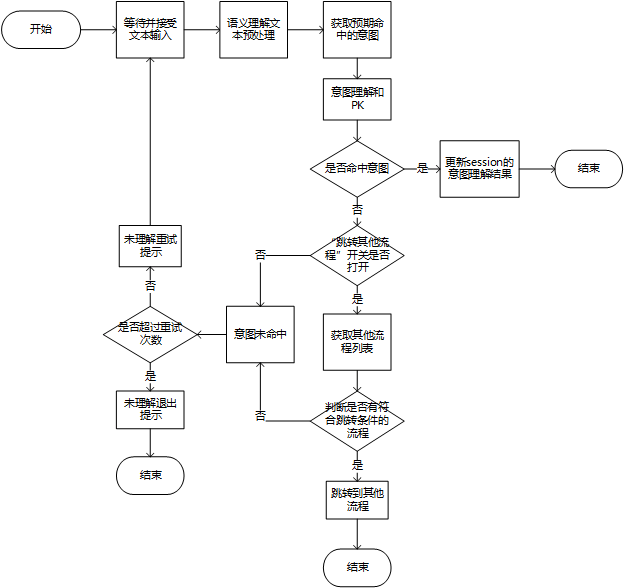 开始
等待并接受
文本输入
语义理解文
本预处理
获取预期命
中的意图
意图理解和
PK
是否命中意图
是
更新session的
意图理解结果
结束
否
“跳转其他流
程”开关是否
打开
否
是
未理解重试
提示
否
是否超过重试
次数
意图未命中
获取其他流
程列表
是
未理解退出
提示
否
判断是否有符
合跳转条件的
流程
是
结束
跳转到其他
流程
结束